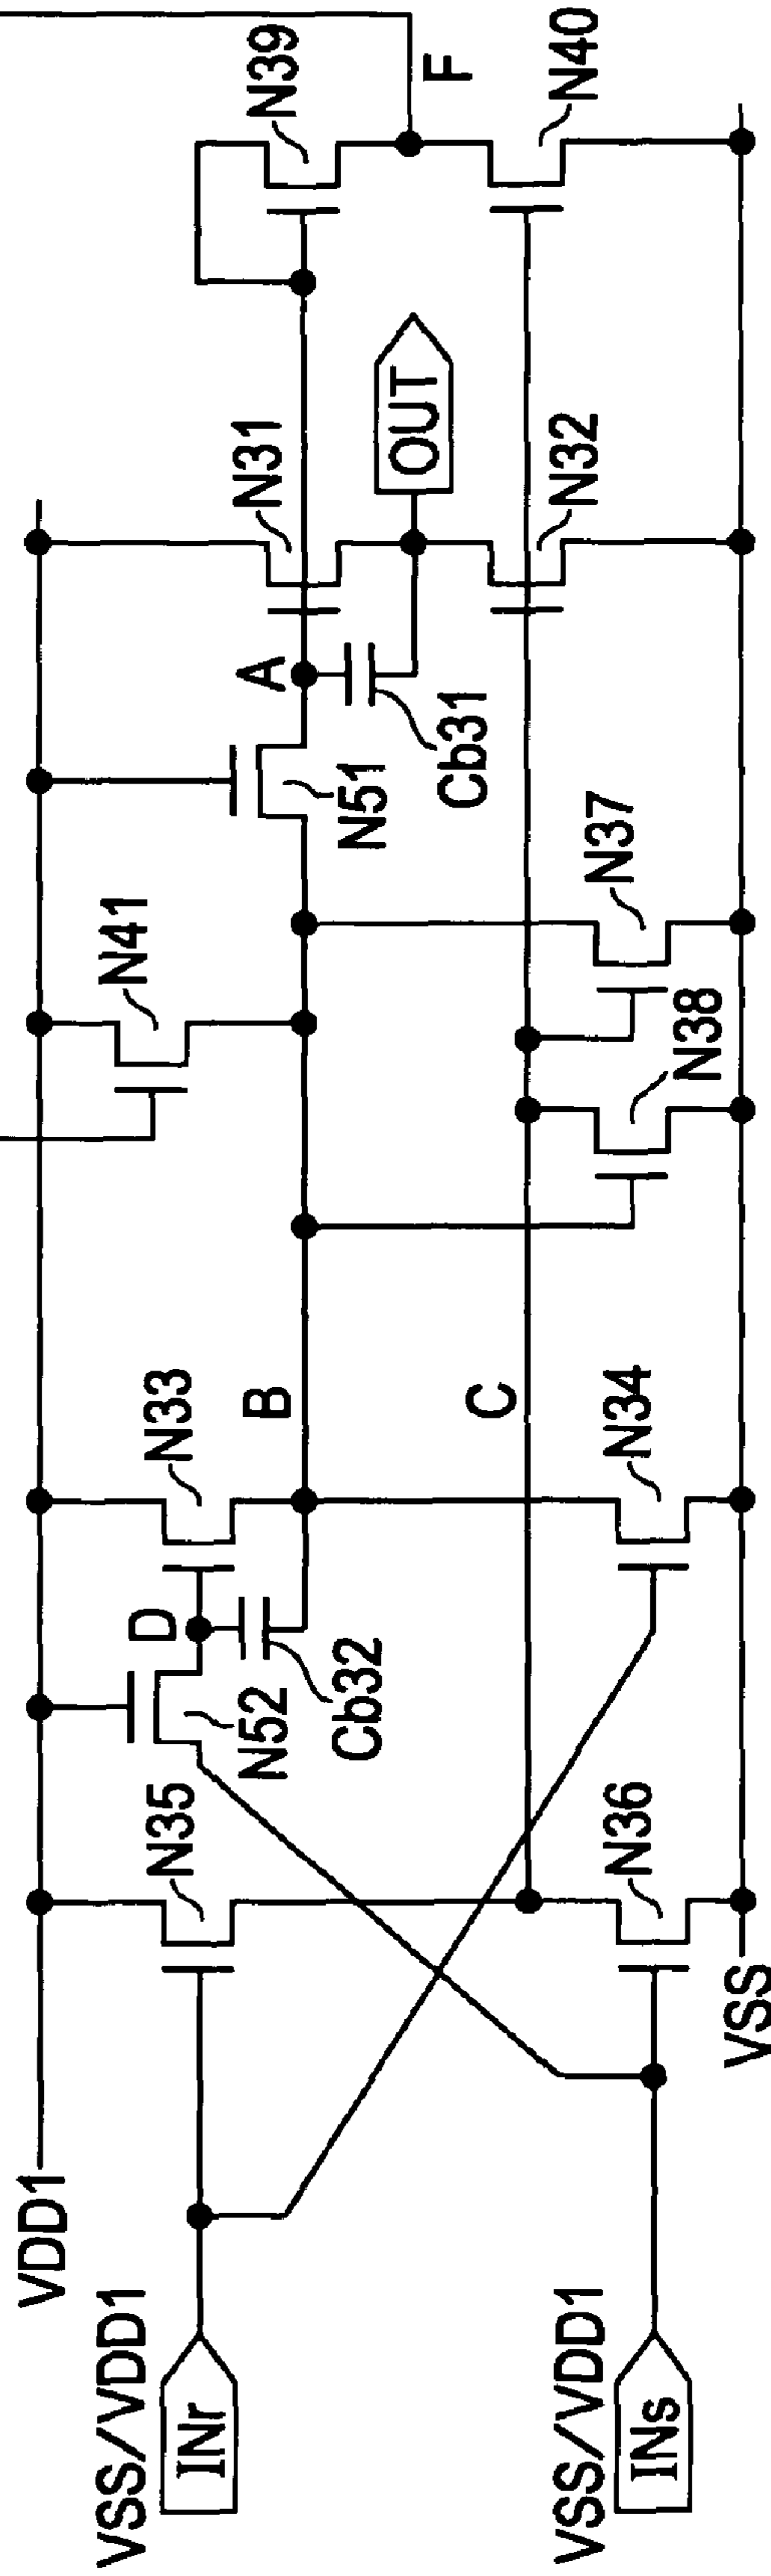 VDD1
VSS/VDD1
INr
VSS/VDD1
INs
VSS
N35
N36
N52
D
Cb32
N33
N34
B
C
N41
N38
N37
N51
A
Cb31
N31
OUT
N32
N39
F
N40